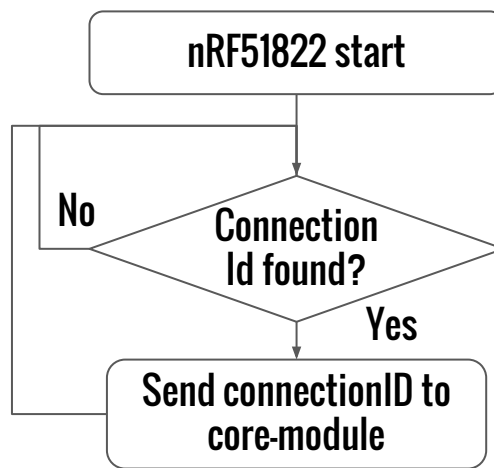 nRF51822 start
No
Connection
Id found?
Yes
Send connectionID to
core-module